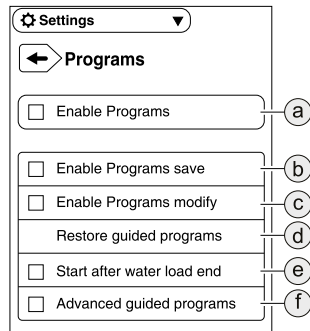 Settings
Programs
Enable Programs
a
Enable Programs save
b
Enable Programs modify
c
Restore guided programs
d
Start after water load end
e
Advanced guided programs
f